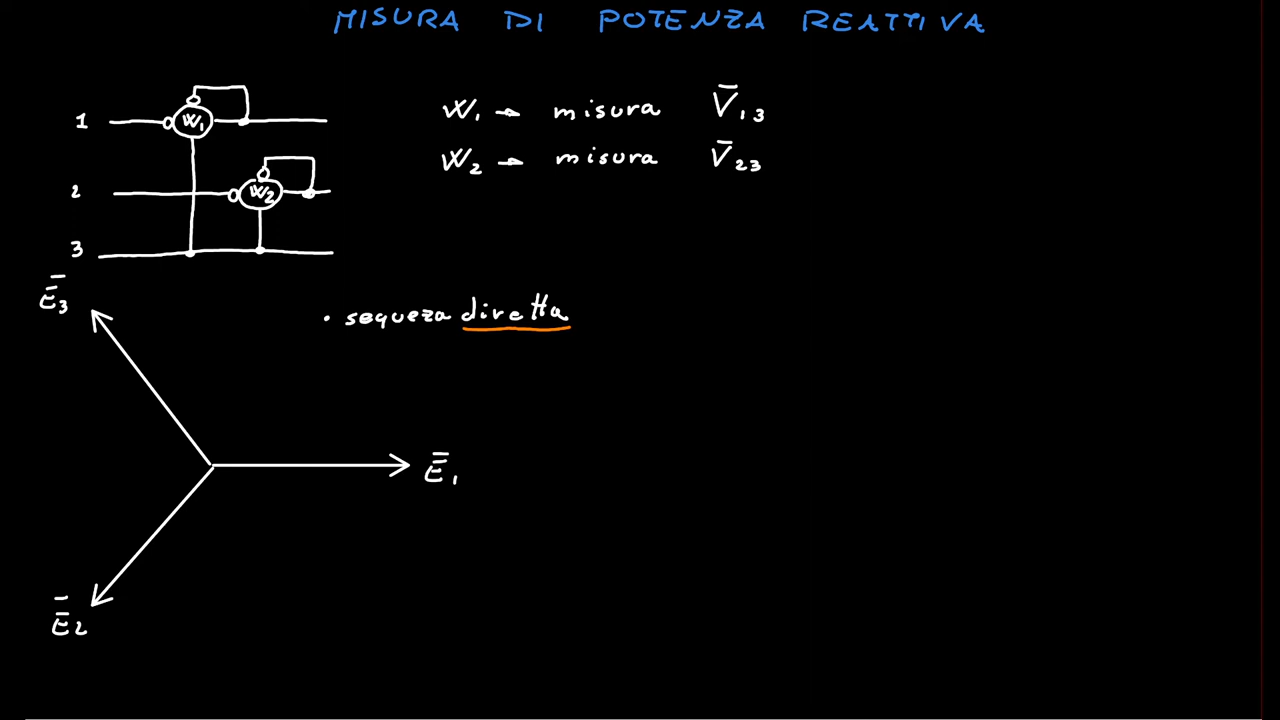 MISURA DI POTENZA REATTIVA
1 W1
W1 → misura V̄13
2 W2
W2 → misura V̄23
3
Ē3
• sequeza diretta
Ē1
Ē2